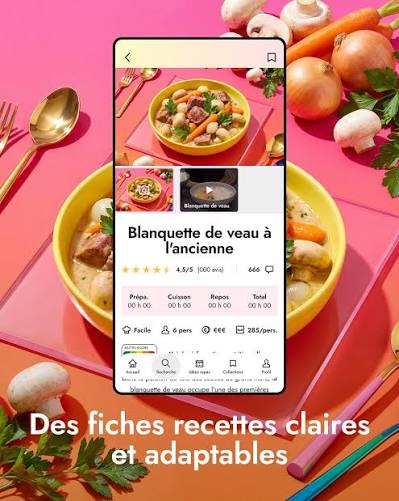 Blanquette de veau
Blanquette de veau à
l'ancienne
4,5/5 (000 avis) 666
Prépa. Cuisson Repos Total
00 h 00 00 h 00 00 h 00 00 h 00
Facile 6 pers €€€ 285/pers.
NUTRI-SCORE
Accueil Recherche Idées repas Collections Profil
blanquette de veau occupe l'une des premières
Des fiches recettes claires
et adaptables